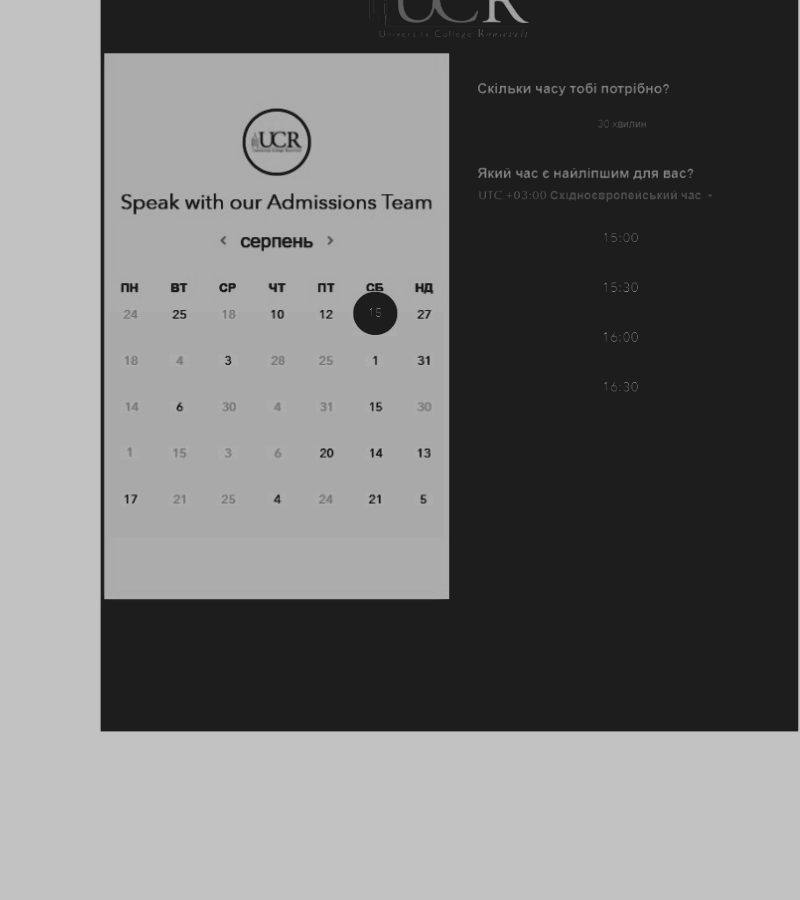 UCR
University College Roosevelt
UCR
Speak with our Admissions Team
серпень
ПН ВТ СР ЧТ ПТ СБ НД
24 25 18 10 12 15 27
18 4 3 28 25 1 31
14 6 30 4 31 15 30
1 15 3 6 20 14 13
17 21 25 4 24 21 5
Скільки часу тобі потрібно?
30 хвилин
Який час є найліпшим для вас?
UTC +03:00 Східноєвропейський час
15:00
15:30
16:00
16:30